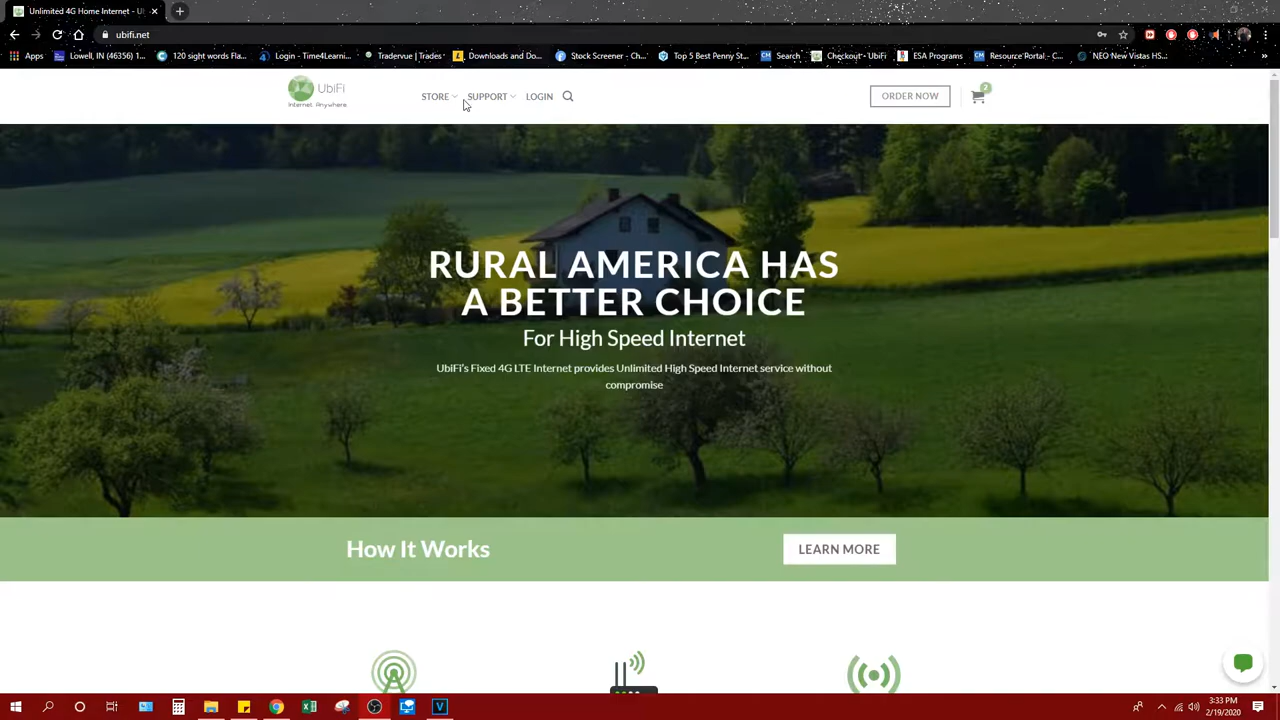 Unlimited 4G Home Internet - U
ubifi.net
Apps
Lowell, IN (46356) 1
120 sight words Fla...
Login - Time4Learni...
Tradervue | Trades
Downloads and Do...
Stock Screener - Ch...
Top 5 Best Penny St...
Search
Checkout - UbiFi
ESA Programs
Resource Portal - C...
NEO New Vistas HS...
UbiFi
Internet Anywhere
STORE
SUPPORT
LOGIN
ORDER NOW
2
RURAL AMERICA HAS
A BETTER CHOICE
For High Speed Internet
UbiFi's Fixed 4G LTE Internet provides Unlimited High Speed Internet service without
compromise
How It Works
LEARN MORE
3:33 PM
2/19/2020